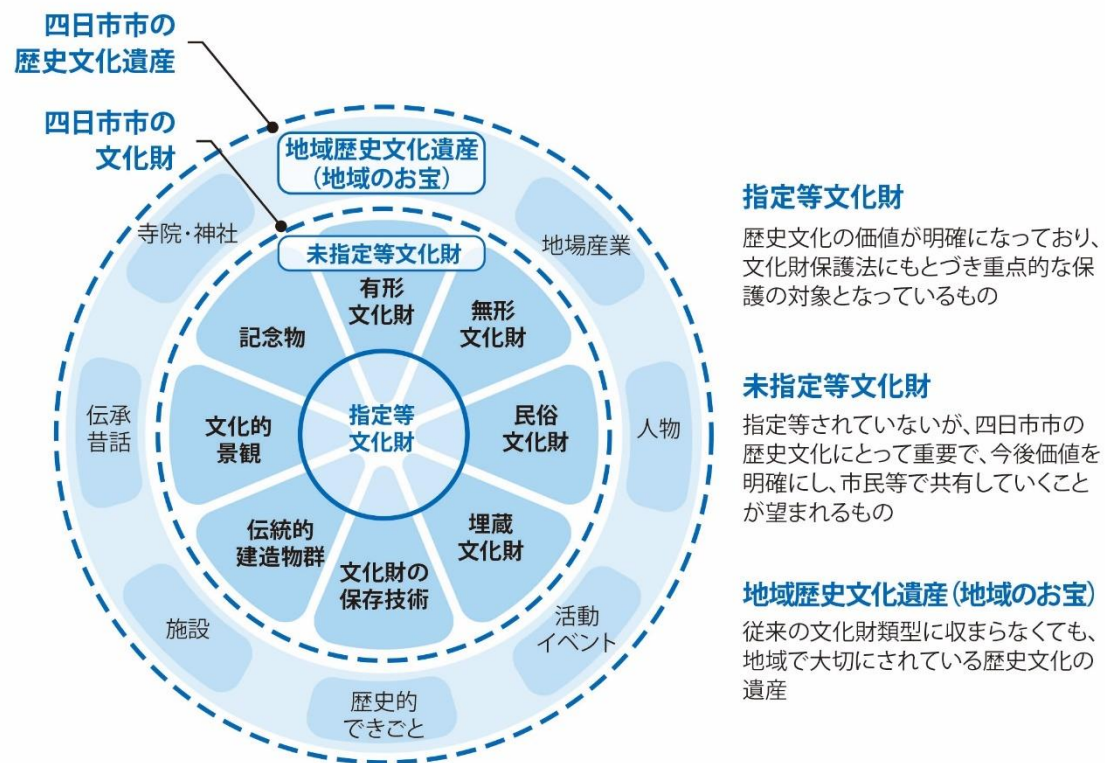 四日市市の
歴史文化遺産
四日市市の
文化財
地域歴史文化遺産
(地域のお宝)
寺院・神社
地場産業
未指定等文化財
有形
文化財
無形
文化財
記念物
伝承
昔話
文化的
景観
指定等
文化財
民俗
文化財
人物
伝統的
建造物群
文化財の
保存技術
埋蔵
文化財
施設
活動
イベント
歴史的
できごと
指定等文化財
歴史文化の価値が明確になっており、
文化財保護法にもとづき重点的な保
護の対象となっているもの
未指定等文化財
指定等されていないが、四日市市の
歴史文化にとって重要で、今後価値を
明確にし、市民等で共有していくこと
が望まれるもの
地域歴史文化遺産(地域のお宝)
従来の文化財類型に収まらなくても、
地域で大切にされている歴史文化の
遺産